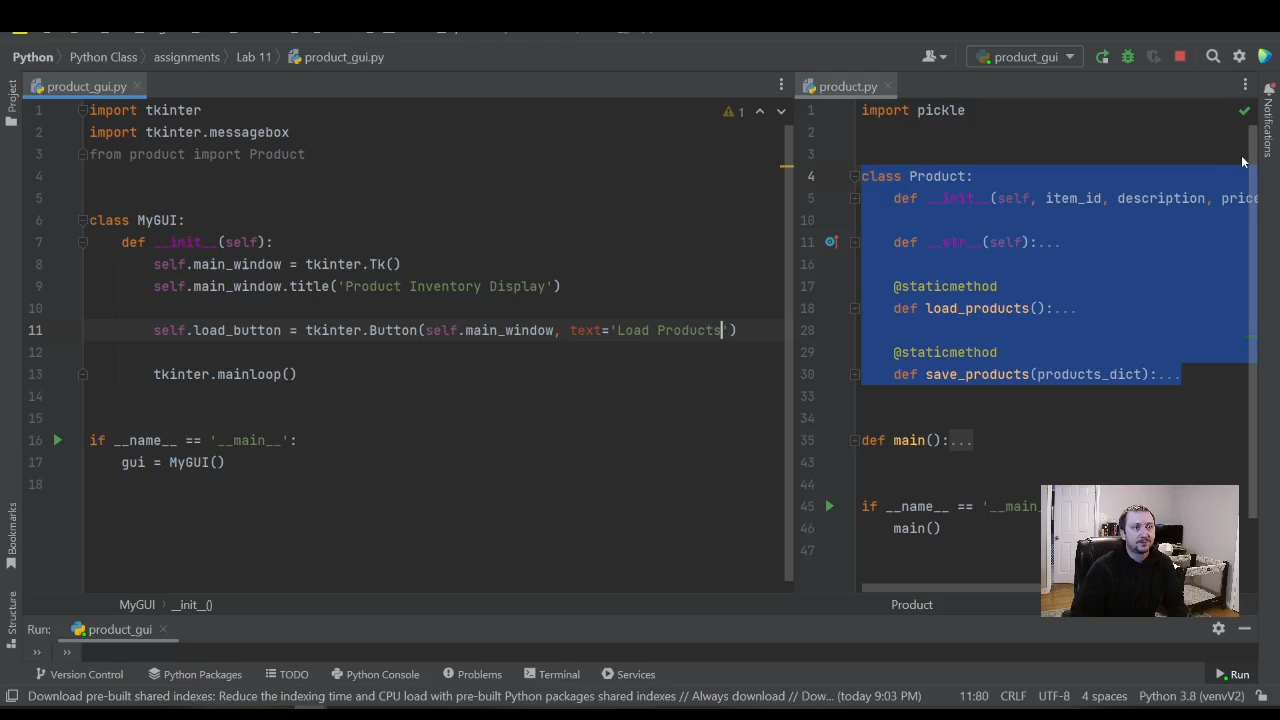 Python Python Class assignments Lab 11 product_gui.py product_gui
Project
product_gui.py
product.py
Notifications
1 import tkinter
2 import tkinter.messagebox
3 from product import Product
4
5
6 class MyGUI:
7 def __init__(self):
8 self.main_window = tkinter.Tk()
9 self.main_window.title('Product Inventory Display')
10
11 self.load_button = tkinter.Button(self.main_window, text='Load Products')
12
13 tkinter.mainloop()
14
15
16 if __name__ == '__main__':
17 gui = MyGUI()
18
1
1 import pickle
2
3
4 class Product:
5 def __init__(self, item_id, description, price
10
11 def __str__(self):...
16
17 @staticmethod
18 def load_products():...
28
29 @staticmethod
30 def save_products(products_dict):...
33
34
35 def main():...
43
44
45 if __name__ == '__main_
46 main()
47
Bookmarks
Structure
MyGUI __init__()
Product
Run: product_gui
Version Control Python Packages TODO Python Console Problems Terminal Services Run
Download pre-built shared indexes: Reduce the indexing time and CPU load with pre-built Python packages shared indexes // Always download // Dow... (today 9:03 PM) 11:80 CRLF UTF-8 4 spaces Python 3.8 (venvV2)